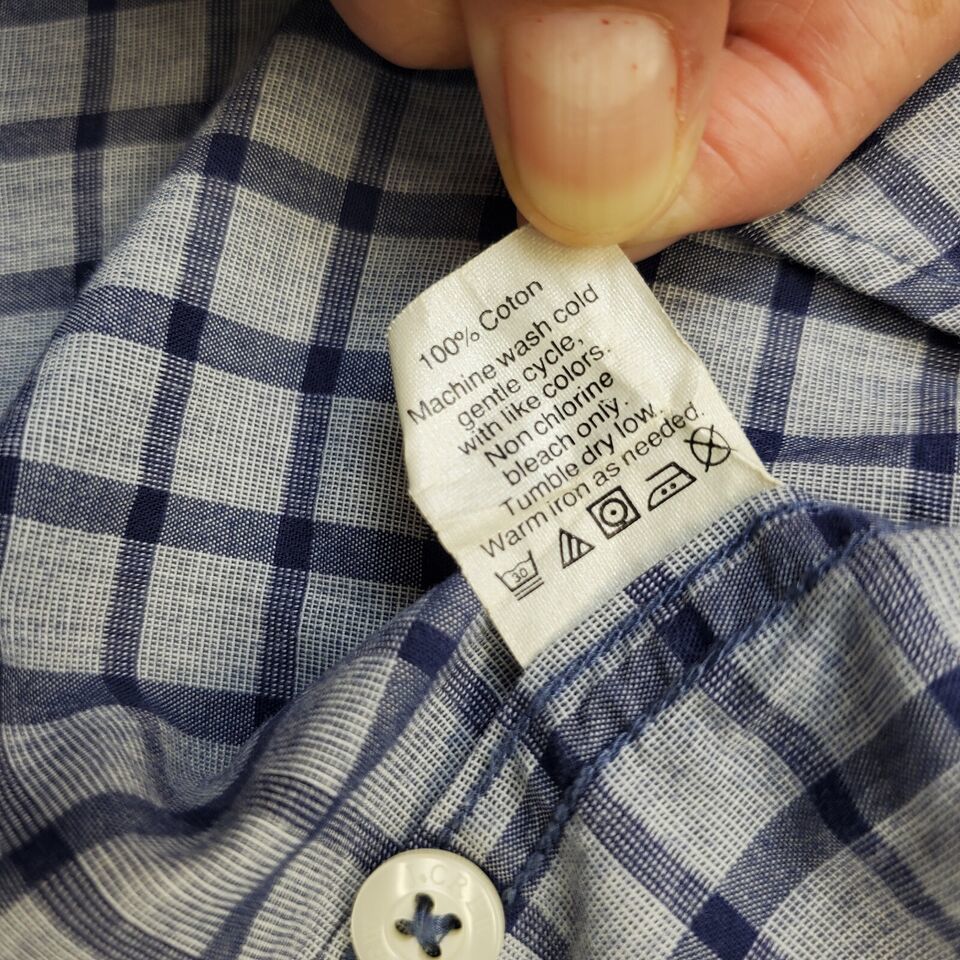 100% Coton
Machine wash cold
gentle cycle,
with like colors.
Non chlorine
bleach only.
Tumble dry low.
Warm iron as needed.
30